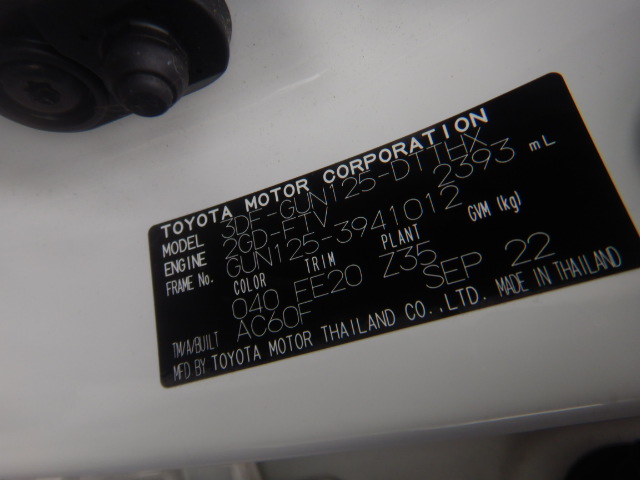 TOYOTA MOTOR CORPORATION
MODEL 3DF-GUN125-DTTHX
ENGINE 2GD-FTV 2393 mL
FRAME No. GUN125-3941012
COLOR TRIM PLANT GVM (kg)
040 FE20 Z35
TM/A/BUILT AC60F SEP 22
MFD BY TOYOTA MOTOR THAILAND CO.,LTD. MADE IN THAILAND